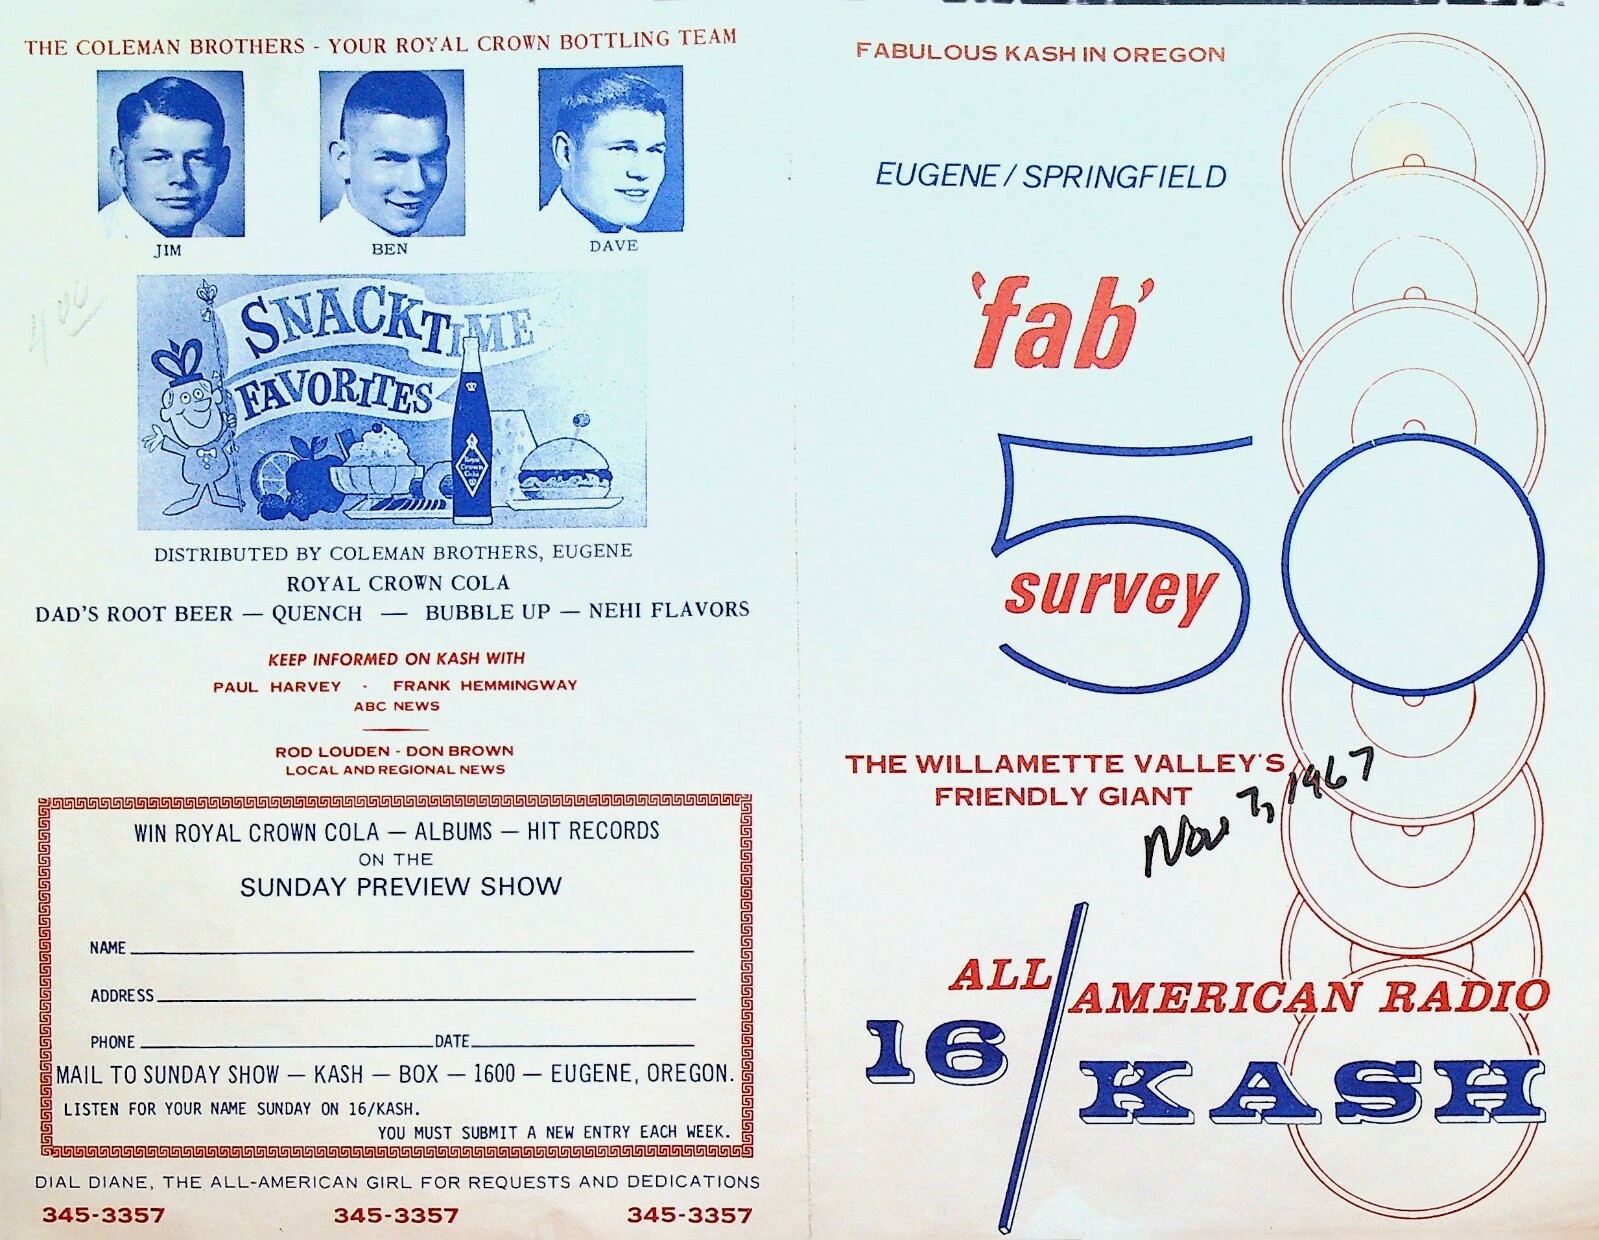 THE COLEMAN BROTHERS - YOUR ROYAL CROWN BOTTLING TEAM
JIM
BEN
DAVE
4.00
SNACKTIME
FAVORITES
ROYAL CROWN COLA
DISTRIBUTED BY COLEMAN BROTHERS, EUGENE
ROYAL CROWN COLA
DAD'S ROOT BEER — QUENCH — BUBBLE UP — NEHI FLAVORS
KEEP INFORMED ON KASH WITH
PAUL HARVEY - FRANK HEMMINGWAY
ABC NEWS
ROD LOUDEN - DON BROWN
LOCAL AND REGIONAL NEWS
WIN ROYAL CROWN COLA — ALBUMS — HIT RECORDS
ON THE
SUNDAY PREVIEW SHOW
NAME
ADDRESS
PHONE DATE
MAIL TO SUNDAY SHOW — KASH — BOX — 1600 — EUGENE, OREGON.
LISTEN FOR YOUR NAME SUNDAY ON 16/KASH.
YOU MUST SUBMIT A NEW ENTRY EACH WEEK.
DIAL DIANE, THE ALL-AMERICAN GIRL FOR REQUESTS AND DEDICATIONS
345-3357 345-3357 345-3357
FABULOUS KASH IN OREGON
EUGENE/SPRINGFIELD
'fab'
50
survey
THE WILLAMETTE VALLEY'S
FRIENDLY GIANT
Nov 7, 1967
ALL/AMERICAN RADIO
16/KASH